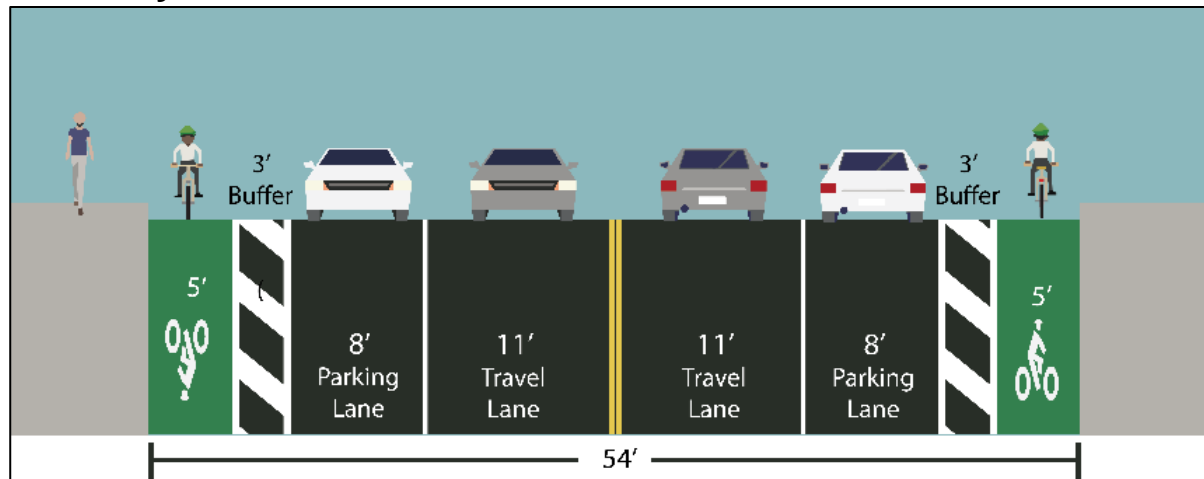 3′
Buffer
3′
Buffer
5′
(
8′
Parking
Lane
11′
Travel
Lane
11′
Travel
Lane
8′
Parking
Lane
5′
54′